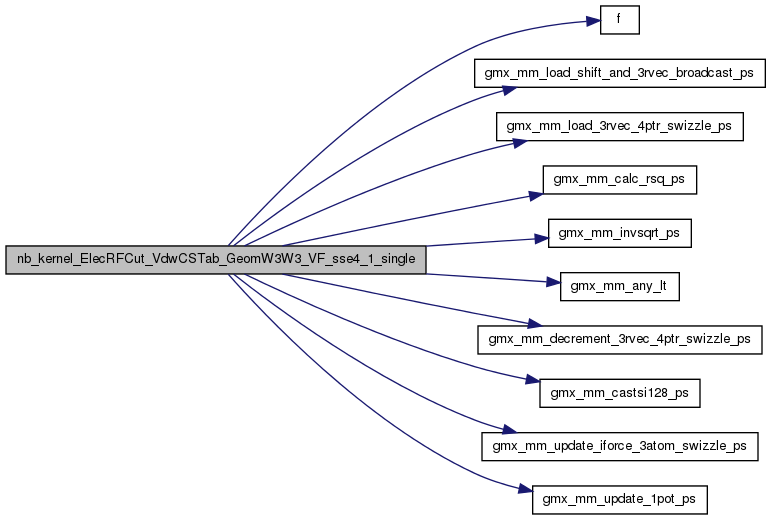 f
gmx_mm_load_shift_and_3rvec_broadcast_ps
gmx_mm_load_3rvec_4ptr_swizzle_ps
gmx_mm_calc_rsq_ps
gmx_mm_invsqrt_ps
nb_kernel_ElecRFCut_VdwCSTab_GeomW3W3_VF_sse4_1_single
gmx_mm_any_lt
gmx_mm_decrement_3rvec_4ptr_swizzle_ps
gmx_mm_castsi128_ps
gmx_mm_update_iforce_3atom_swizzle_ps
gmx_mm_update_1pot_ps